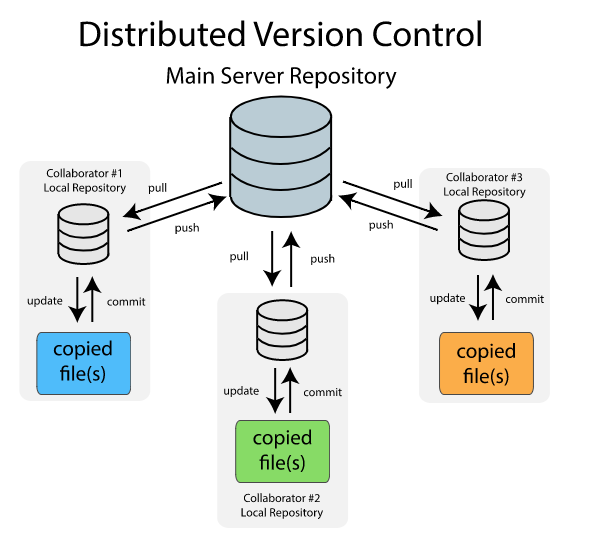 Distributed Version Control
Main Server Repository
Collaborator #1
Local Repository
pull
push
update
commit
copied
file(s)
pull
push
update
commit
copied
file(s)
Collaborator #2
Local Repository
Collaborator #3
Local Repository
pull
push
update
commit
copied
file(s)